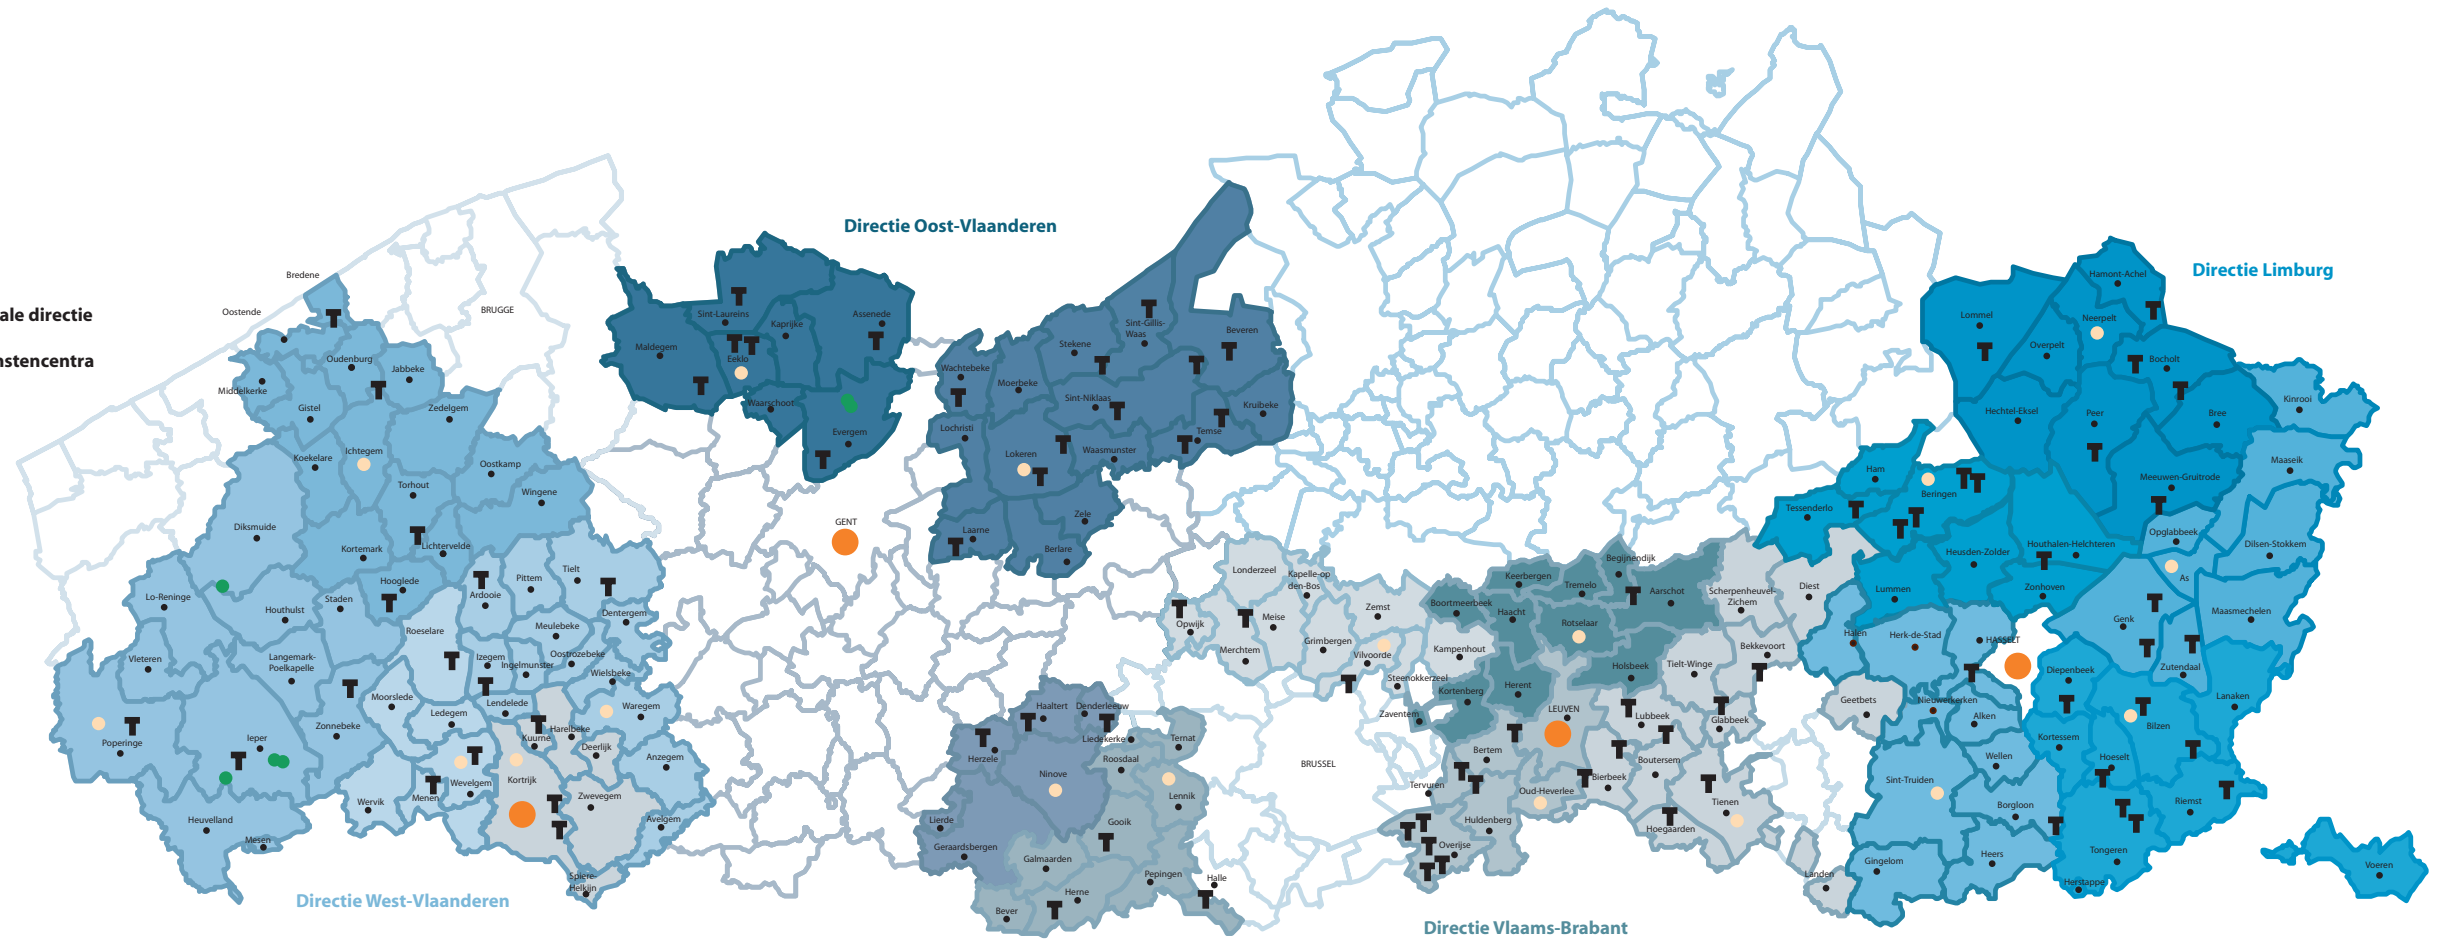 ale directie
nstencentra
Directie Oost-Vlaanderen
Directie Limburg
Directie West-Vlaanderen
Directie Vlaams-Brabant
Bredene
Oostende
BRUGGE
Oudenburg
Jabbeke
Middelkerke
Gistel
Zedelgem
Koekelare
Ichtegem
Oostkamp
Torhout
Wingene
Diksmuide
Kortemark
Lichtervelde
Hooglede
Ardooie
Pittem
Tielt
Lo-Reninge
Houthulst
Staden
Roeselare
Dentergem
Meulebeke
Vleteren
Langemark-
Poelkapelle
Izegem
Ingelmunster
Oostrozebeke
Wielsbeke
Moorslede
Ledegem
Lendelede
Waregem
Zonnebeke
Poperinge
Ieper
Kuurne
Harelbeke
Deerlijk
Anzegem
Kortrijk
Wevelgem
Menen
Wervik
Zwevegem
Avelgem
Heuvelland
Mesen
Spiere-
Helkijn
Maldegem
Sint-Laureins
Kaprijke
Assenede
Eeklo
Waarschoot
Evergem
GENT
Wachtebeke
Moerbeke
Stekene
Sint-Gillis-
Waas
Beveren
Sint-Niklaas
Kruibeke
Temse
Lochristi
Lokeren
Waasmunster
Laarne
Zele
Berlare
Haaltert
Denderleeuw
Liedekerke
Herzele
Ninove
Lierde
Geraardsbergen
Ternat
Roosdaal
Lennik
Gooik
Galmaarden
Herne
Bever
Pepingen
Halle
BRUSSEL
Londerzeel
Kapelle-op
den-Bos
Opwijk
Meise
Merchtem
Grimbergen
Zemst
Vilvoorde
Kampenhout
Steenokkerzeel
Zaventem
Kortenberg
Boortmeerbeek
Keerbergen
Haacht
Tremelo
Begijnendijk
Aarschot
Rotselaar
Holsbeek
Herent
LEUVEN
Scherpenheuvel-
Zichem
Diest
Bekkevoort
Tielt-Winge
Lubbeek
Glabbeek
Geetbets
Bertem
Tervuren
Oud-Heverlee
Bierbeek
Boutersem
Tienen
Hoegaarden
Huldenberg
Overijse
Landen
Lommel
Hamont-Achel
Neerpelt
Overpelt
Bocholt
Hechtel-Eksel
Peer
Bree
Kinrooi
Maaseik
Meeuwen-Gruitrode
Ham
Beringen
Tessenderlo
Heusden-Zolder
Houthalen-Helchteren
Opglabbeek
Dilsen-Stokkem
As
Zonhoven
Lummen
Genk
Maasmechelen
Halen
Herk-de-Stad
HASSELT
Diepenbeek
Zutendaal
Lanaken
Nieuwerkerken
Alken
Kortessem
Bilzen
Wellen
Hoeselt
Sint-Truiden
Borgloon
Riemst
Tongeren
Gingelom
Heers
Herstappe
Voeren